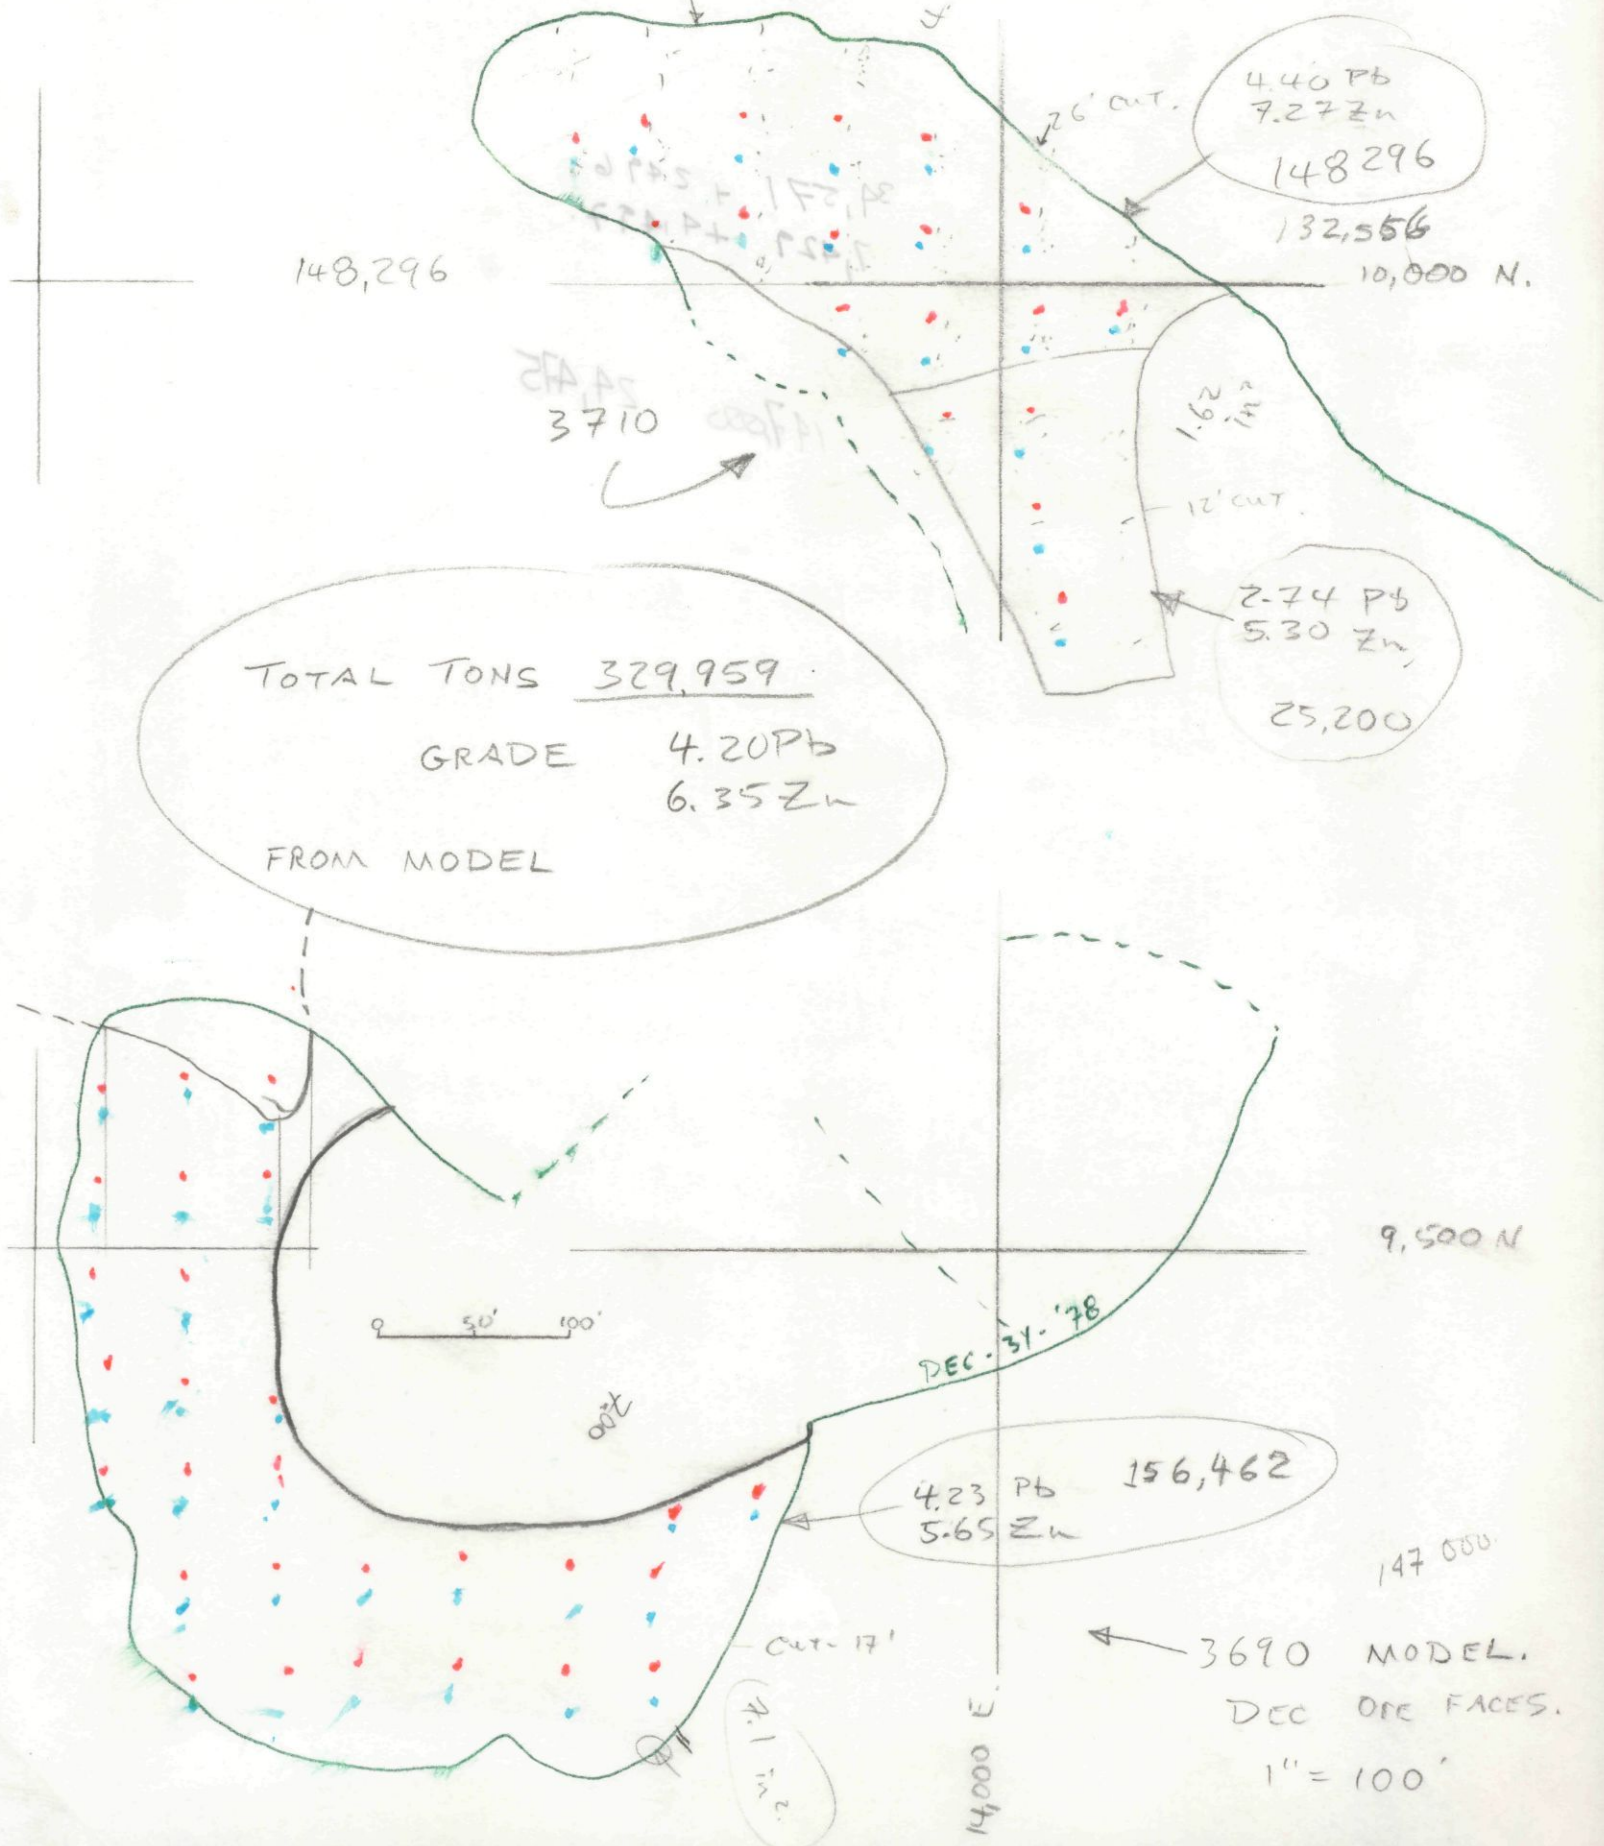 26' CUT.
4.40 Pb
7.27 Zn
148296
132,556
10,000 N.
148,296
3710
12' CUT.
2.74 Pb
5.30 Zn
25,200
TOTAL TONS 329,959
GRADE 4.20 Pb
6.35 Zn
FROM MODEL
9,500 N
0 50' 100'
DEC-31-'78
4.23 Pb 156,462
5.65 Zn
147 000
CUT-17'
3690 MODEL.
DEC ORE FACES.
1" = 100'
7.1 in2.
14,000 E.